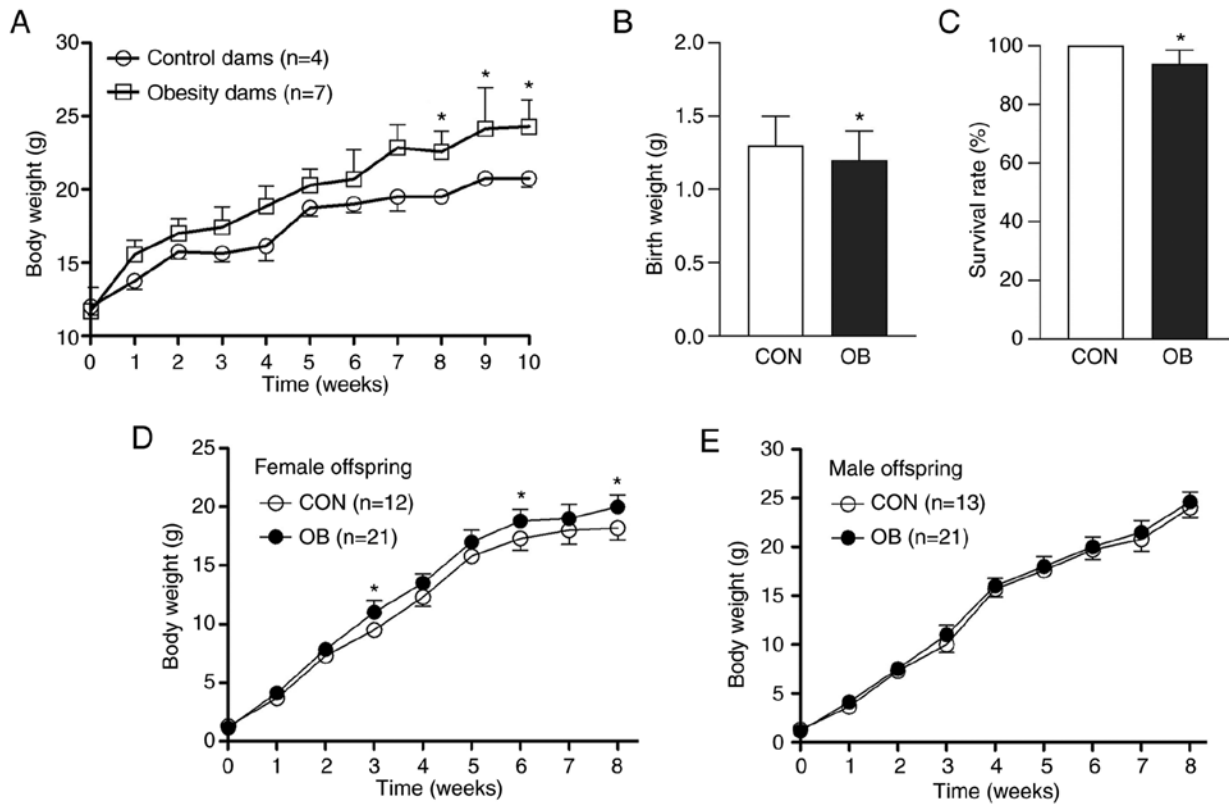 A
Body weight (g)
30
25
20
15
10
Control dams (n=4)
Obesity dams (n=7)
* * *
0 1 2 3 4 5 6 7 8 9 10
Time (weeks)
B
Birth weight (g)
2.0
1.5
1.0
0.5
0.0
*
CON OB
C
Survival rate (%)
100
80
60
40
20
0
*
CON OB
D
Body weight (g)
25
20
15
10
5
0
Female offspring
CON (n=12)
OB (n=21)
* * *
0 1 2 3 4 5 6 7 8
Time (weeks)
E
Body weight (g)
30
25
20
15
10
5
0
Male offspring
CON (n=13)
OB (n=21)
0 1 2 3 4 5 6 7 8
Time (weeks)